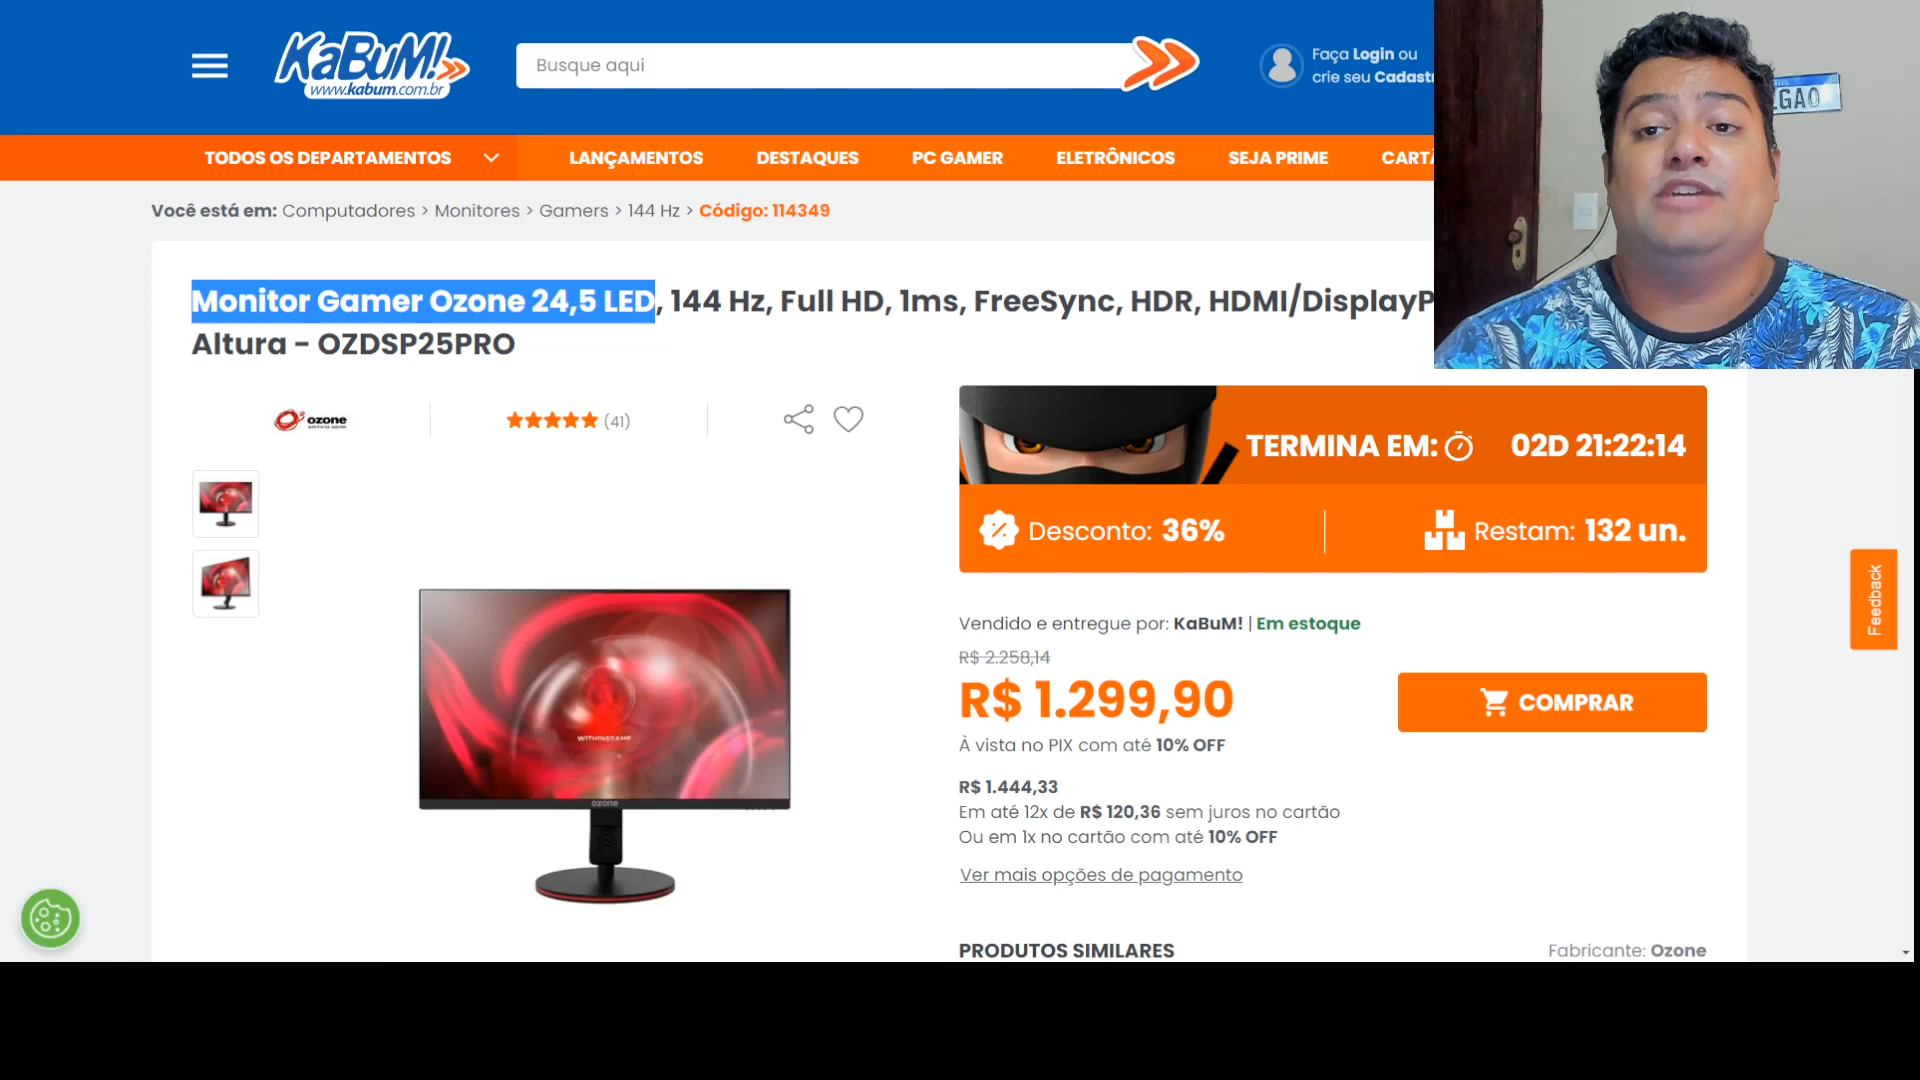 KaBuM!
www.kabum.com.br
Busque aqui
Faça Login ou
crie seu Cadast
GAO
TODOS OS DEPARTAMENTOS
LANÇAMENTOS
DESTAQUES
PC GAMER
ELETRÔNICOS
SEJA PRIME
CARTÃ
Você está em: Computadores > Monitores > Gamers > 144 Hz > Código: 114349
Monitor Gamer Ozone 24,5 LED, 144 Hz, Full HD, 1ms, FreeSync, HDR, HDMI/DisplayP
Altura - OZDSP25PRO
ozone
(41)
TERMINA EM: 02D 21:22:14
Desconto: 36%
Restam: 132 un.
Vendido e entregue por: KaBuM! | Em estoque
R$ 2.258,14
R$ 1.299,90
COMPRAR
À vista no PIX com até 10% OFF
R$ 1.444,33
Em até 12x de R$ 120,36 sem juros no cartão
Ou em 1x no cartão com até 10% OFF
Ver mais opções de pagamento
WITHINTHEGAME
ozone
Feedback
PRODUTOS SIMILARES
Fabricante: Ozone